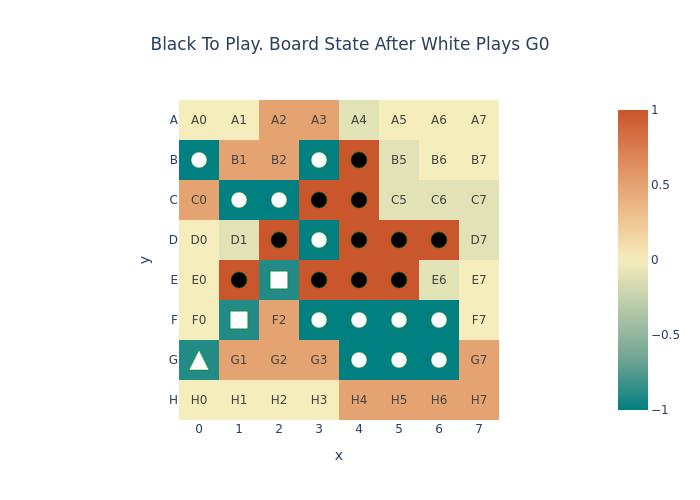 Black To Play. Board State After White Plays G0
A A0 A1 A2 A3 A4 A5 A6 A7
B B1 B2 B5 B6 B7
C C0 C5 C6 C7
D D0 D1 D7
E E0 E6 E7
F F0 F2 F7
G G1 G2 G3 G7
H H0 H1 H2 H3 H4 H5 H6 H7
0 1 2 3 4 5 6 7
x
y
1
0.5
0
−0.5
−1